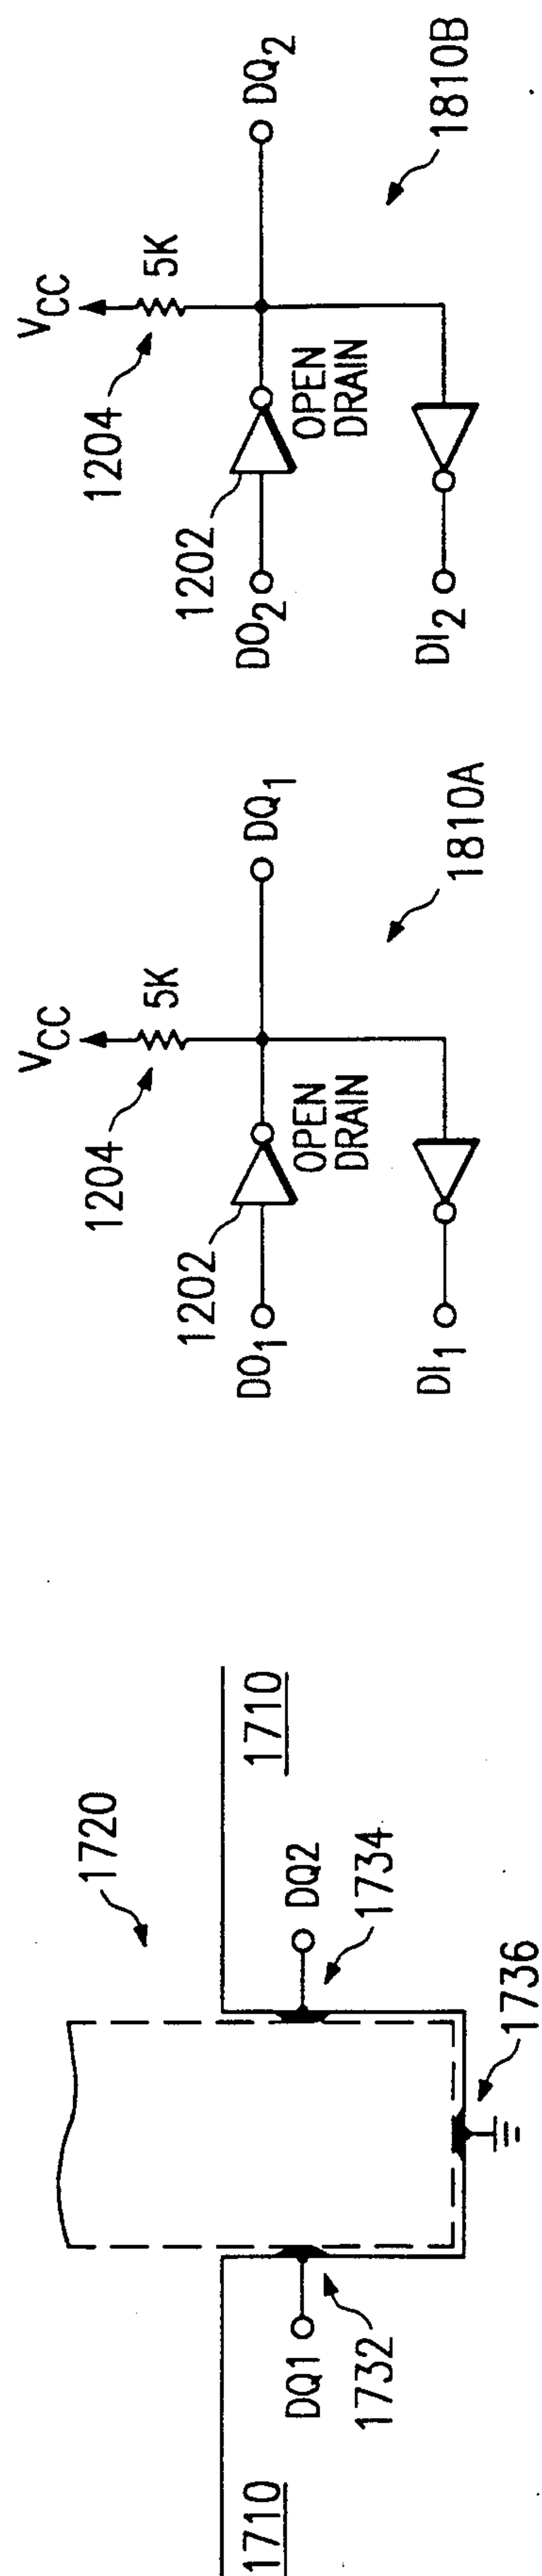 1710
1720
1710
DQ1
DQ2
1732
1734
1736
VCC
1204
5K
1202
DO1
OPEN
DRAIN
DQ1
DI1
1810A
VCC
1204
5K
1202
DO2
OPEN
DRAIN
DQ2
DI2
1810B